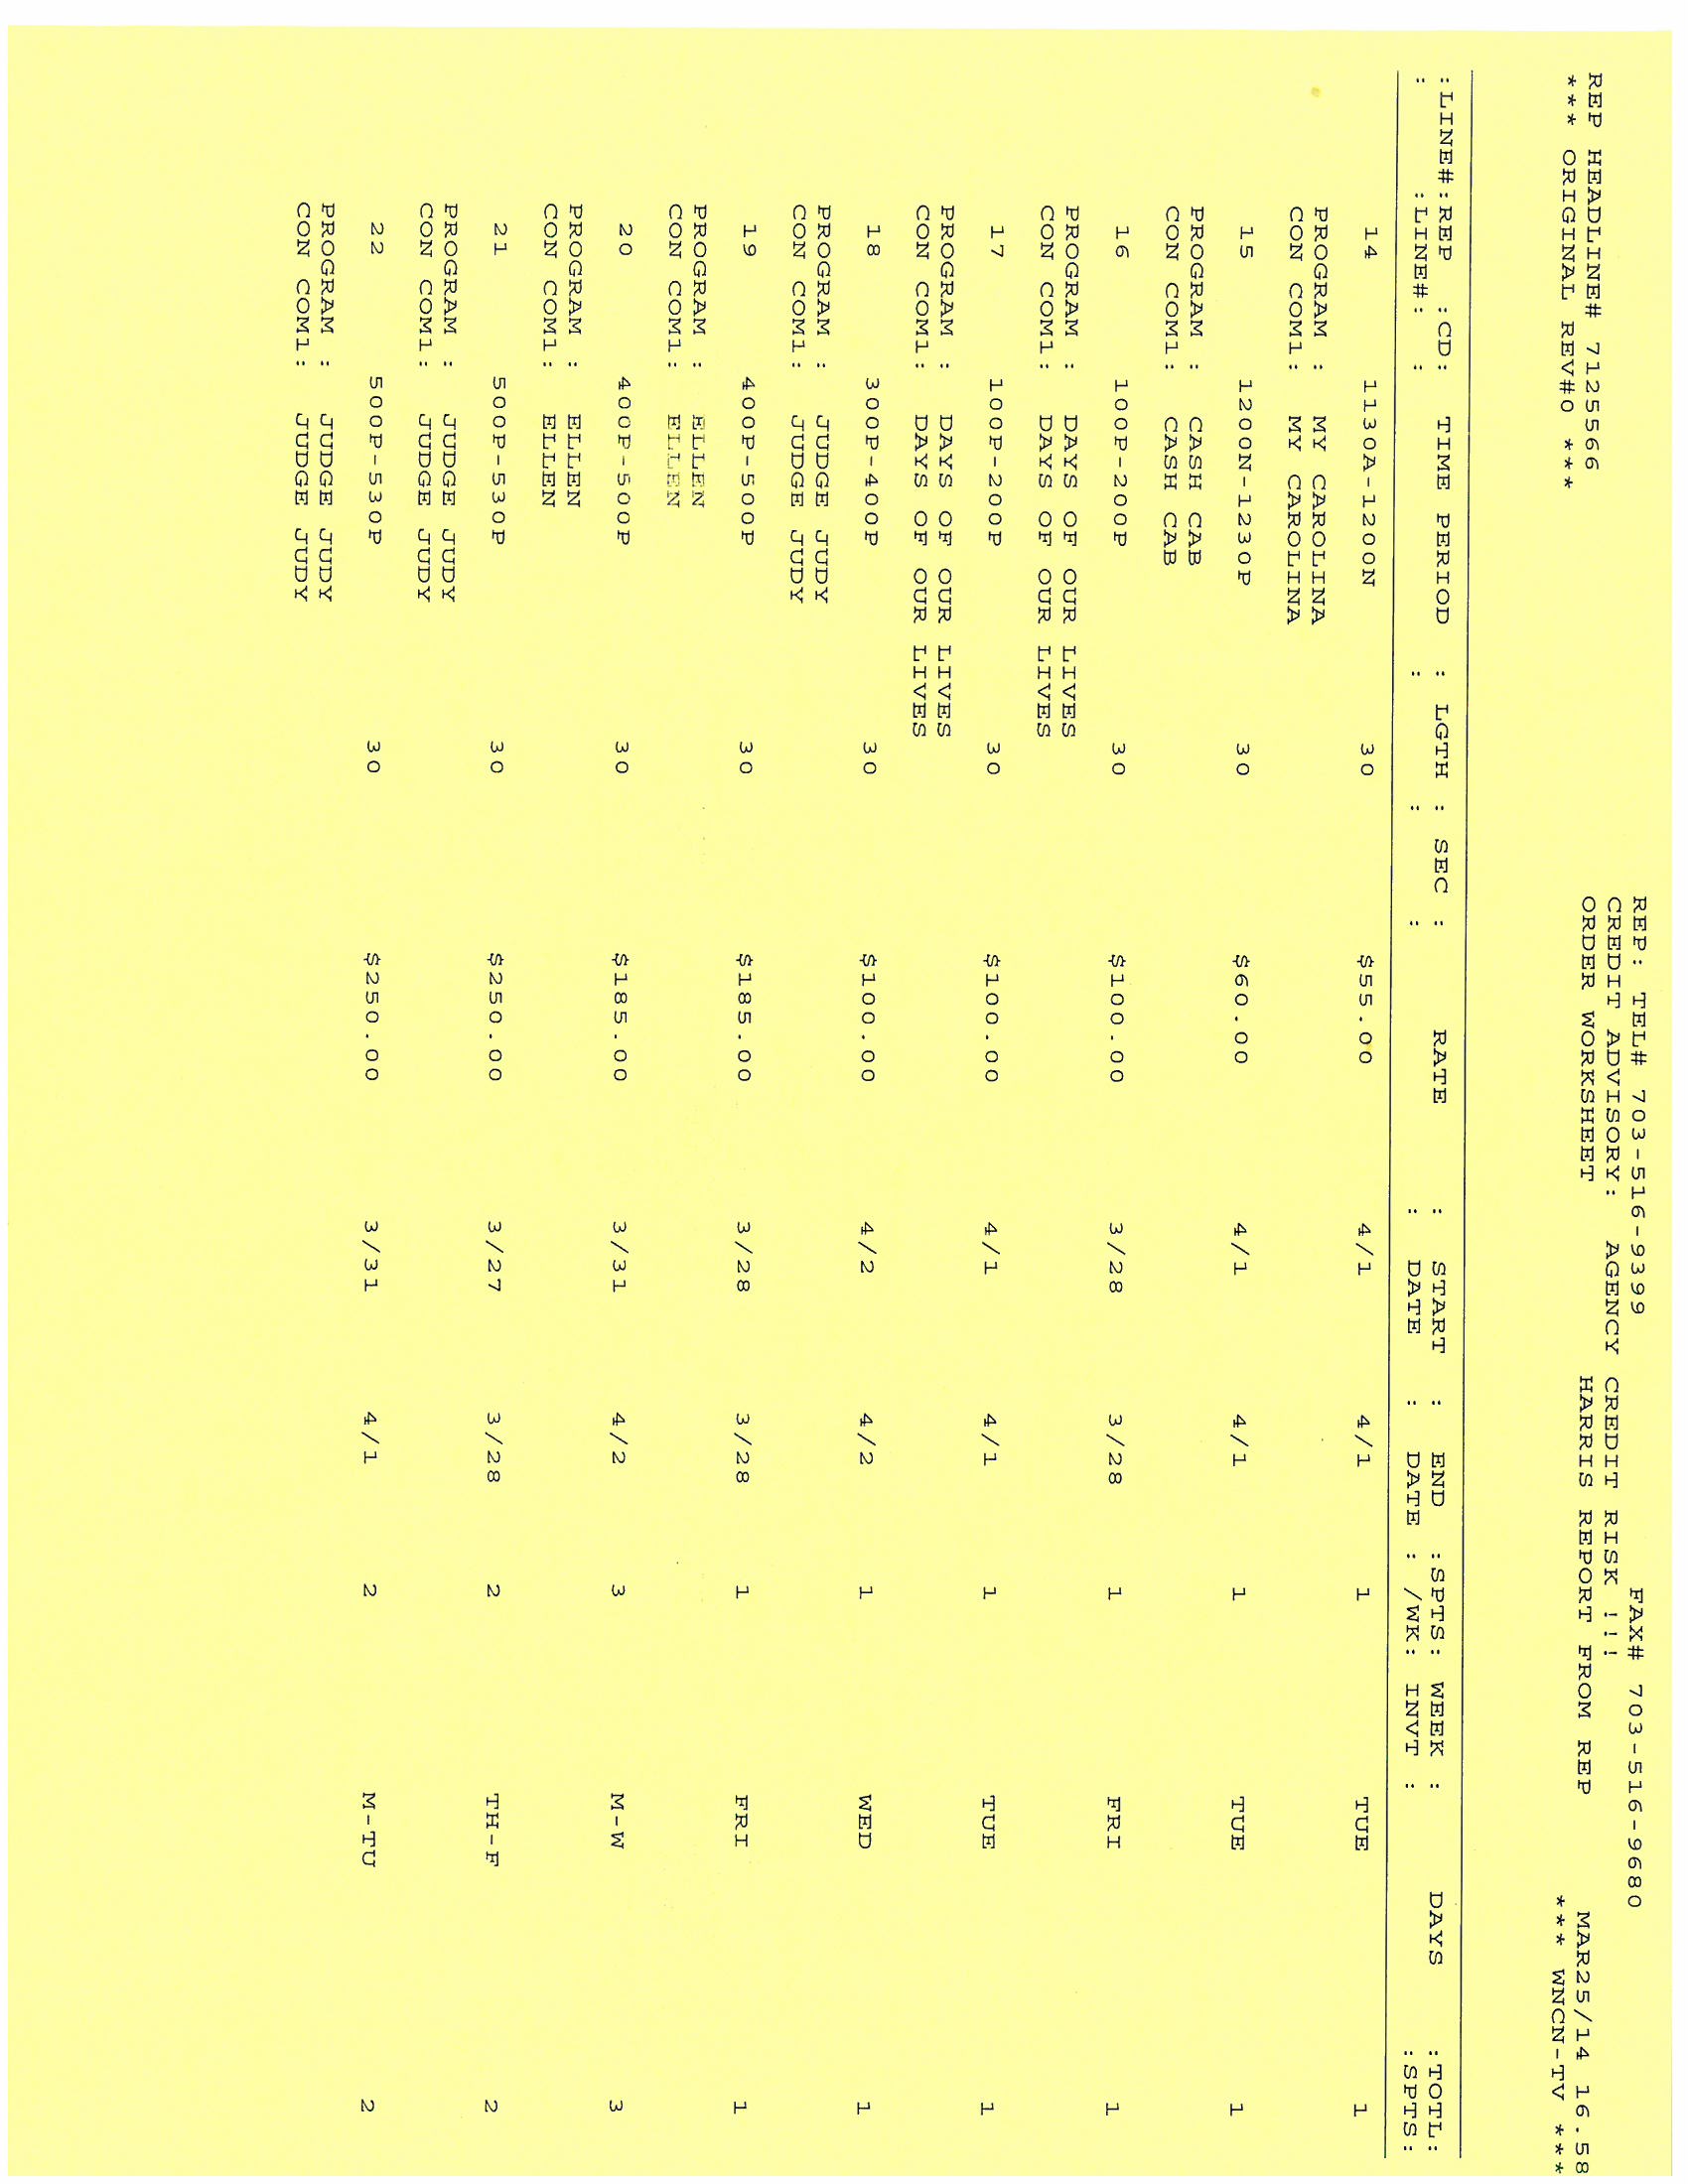 REP: TEL# 703-516-9399 FAX# 703-516-9680
CREDIT ADVISORY: AGENCY CREDIT RISK !!!
REP HEADLINE# 7125566 ORDER WORKSHEET HARRIS REPORT FROM REP MAR25/14 16.58
*** ORIGINAL REV#0 *** *** WNCN-TV ***
:LINE#:REP :CD: TIME PERIOD : LGTH : SEC : RATE : START : END :SPTS: WEEK : DAYS :TOTL:
: :LINE#: : : : : DATE : DATE : /WK: INVT : :SPTS:
14 1130A-1200N 30 $55.00 4/1 4/1 1 TUE 1
PROGRAM : MY CAROLINA
CON COM1: MY CAROLINA
15 1200N-1230P 30 $60.00 4/1 4/1 1 TUE 1
PROGRAM : CASH CAB
CON COM1: CASH CAB
16 100P-200P 30 $100.00 3/28 3/28 1 FRI 1
PROGRAM : DAYS OF OUR LIVES
CON COM1: DAYS OF OUR LIVES
17 100P-200P 30 $100.00 4/1 4/1 1 TUE 1
PROGRAM : DAYS OF OUR LIVES
CON COM1: DAYS OF OUR LIVES
18 300P-400P 30 $100.00 4/2 4/2 1 WED 1
PROGRAM : JUDGE JUDY
CON COM1: JUDGE JUDY
19 400P-500P 30 $185.00 3/28 3/28 1 FRI 1
PROGRAM : ELLEN
CON COM1: ELLEN
20 400P-500P 30 $185.00 3/31 4/2 3 M-W 3
PROGRAM : ELLEN
CON COM1: ELLEN
21 500P-530P 30 $250.00 3/27 3/28 2 TH-F 2
PROGRAM : JUDGE JUDY
CON COM1: JUDGE JUDY
22 500P-530P 30 $250.00 3/31 4/1 2 M-TU 2
PROGRAM : JUDGE JUDY
CON COM1: JUDGE JUDY